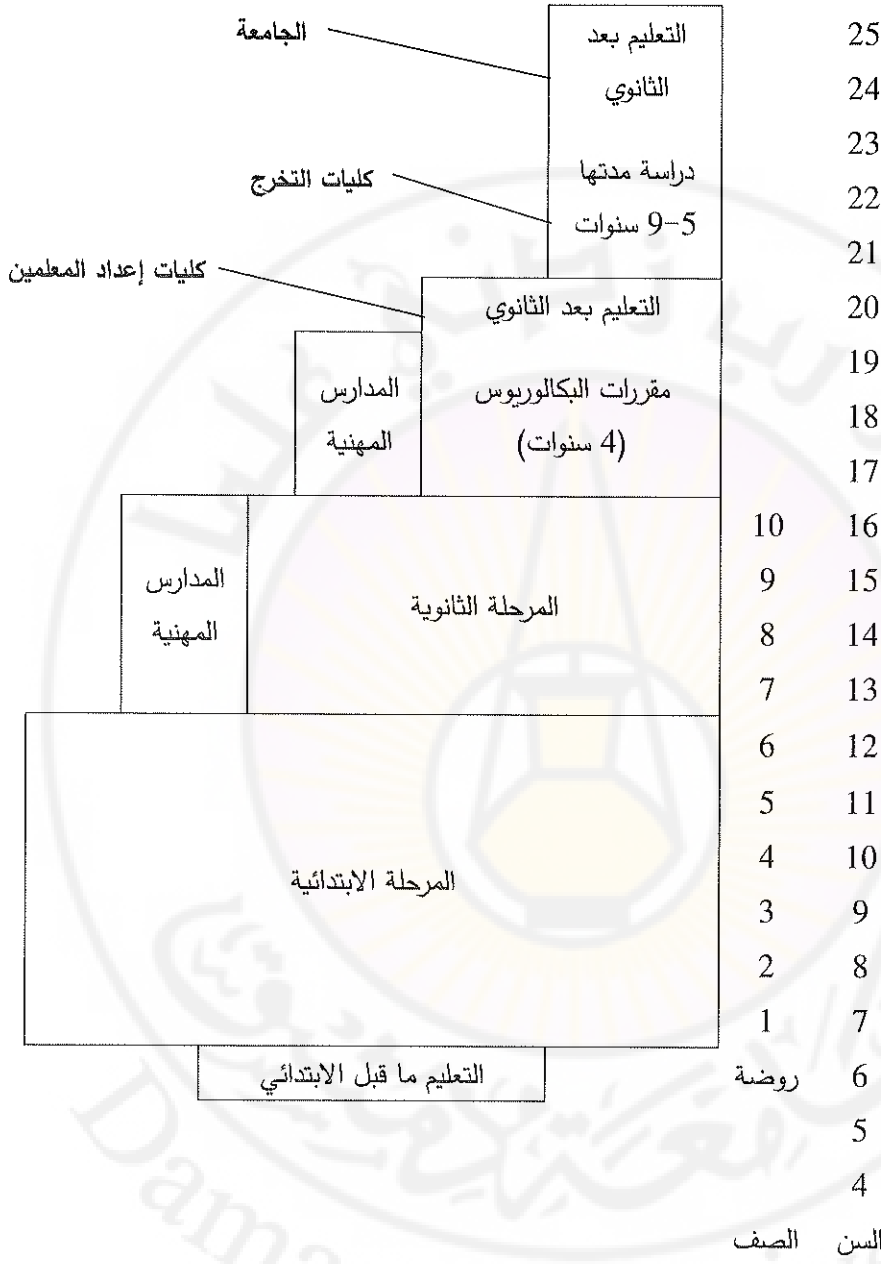 25
التعليم بعد
الجامعة
24
الثانوي
23
دراسة مدتها
كليات التخرج
22
5-9 سنوات
21
كليات إعداد المعلمين
20
التعليم بعد الثانوي
19
المدارس
مقررات البكالوريوس
18
المهنية
(4 سنوات)
17
16 10
15 9
المدارس
المرحلة الثانوية
14 8
المهنية
13 7
12 6
11 5
10 4
المرحلة الابتدائية
9 3
8 2
7 1
6 روضة
التعليم ما قبل الابتدائي
5
4
السن الصف
Dama